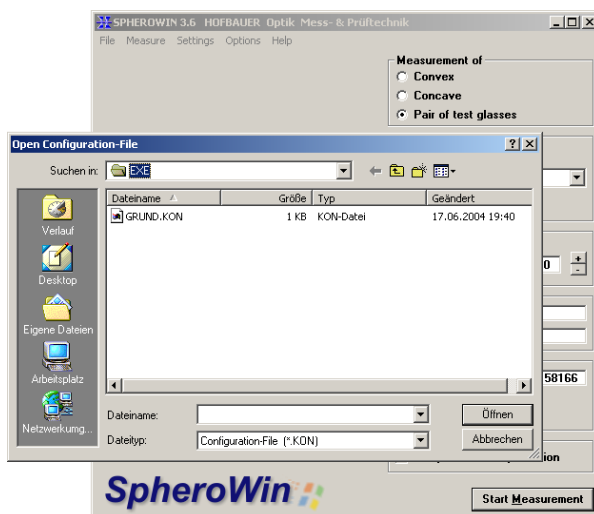 SPHEROWIN 3.6 HOFBAUER Optik Mess- & Prüftechnik
File Measure Settings Options Help
Measurement of
Convex
Concave
Pair of test glasses
Open Configuration-File
Suchen in: EXE
Dateiname Größe Typ Geändert
GRUND.KON 1 KB KON-Datei 17.06.2004 19:40
Verlauf
Desktop
Eigene Dateien
Arbeitsplatz
Netzwerkumg...
0
+
-
58166
Dateiname: Öffnen
Dateityp: Configuration-File (*.KON) Abbrechen
ion
SpheroWin
Start Measurement